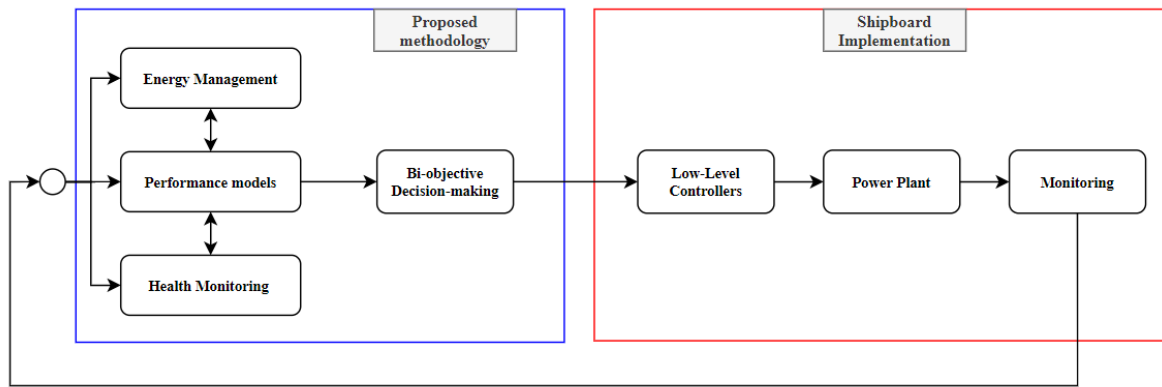 Proposed
methodology
Shipboard
Implementation
Energy Management
Performance models
Health Monitoring
Bi-objective
Decision-making
Low-Level
Controllers
Power Plant
Monitoring